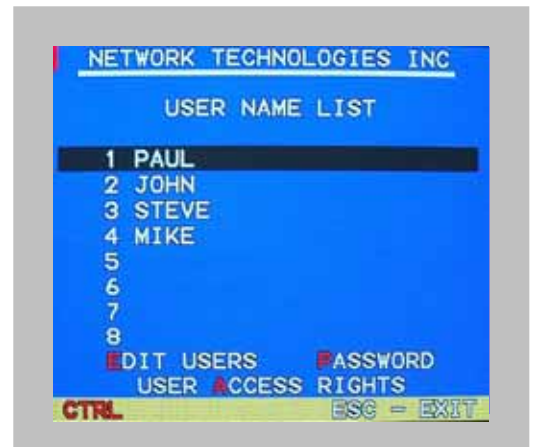 NETWORK TECHNOLOGIES INC
USER NAME LIST
1 PAUL
2 JOHN
3 STEVE
4 MIKE
5
6
7
8
EDIT USERS PASSWORD
USER ACCESS RIGHTS
CTRL ESC - EXIT